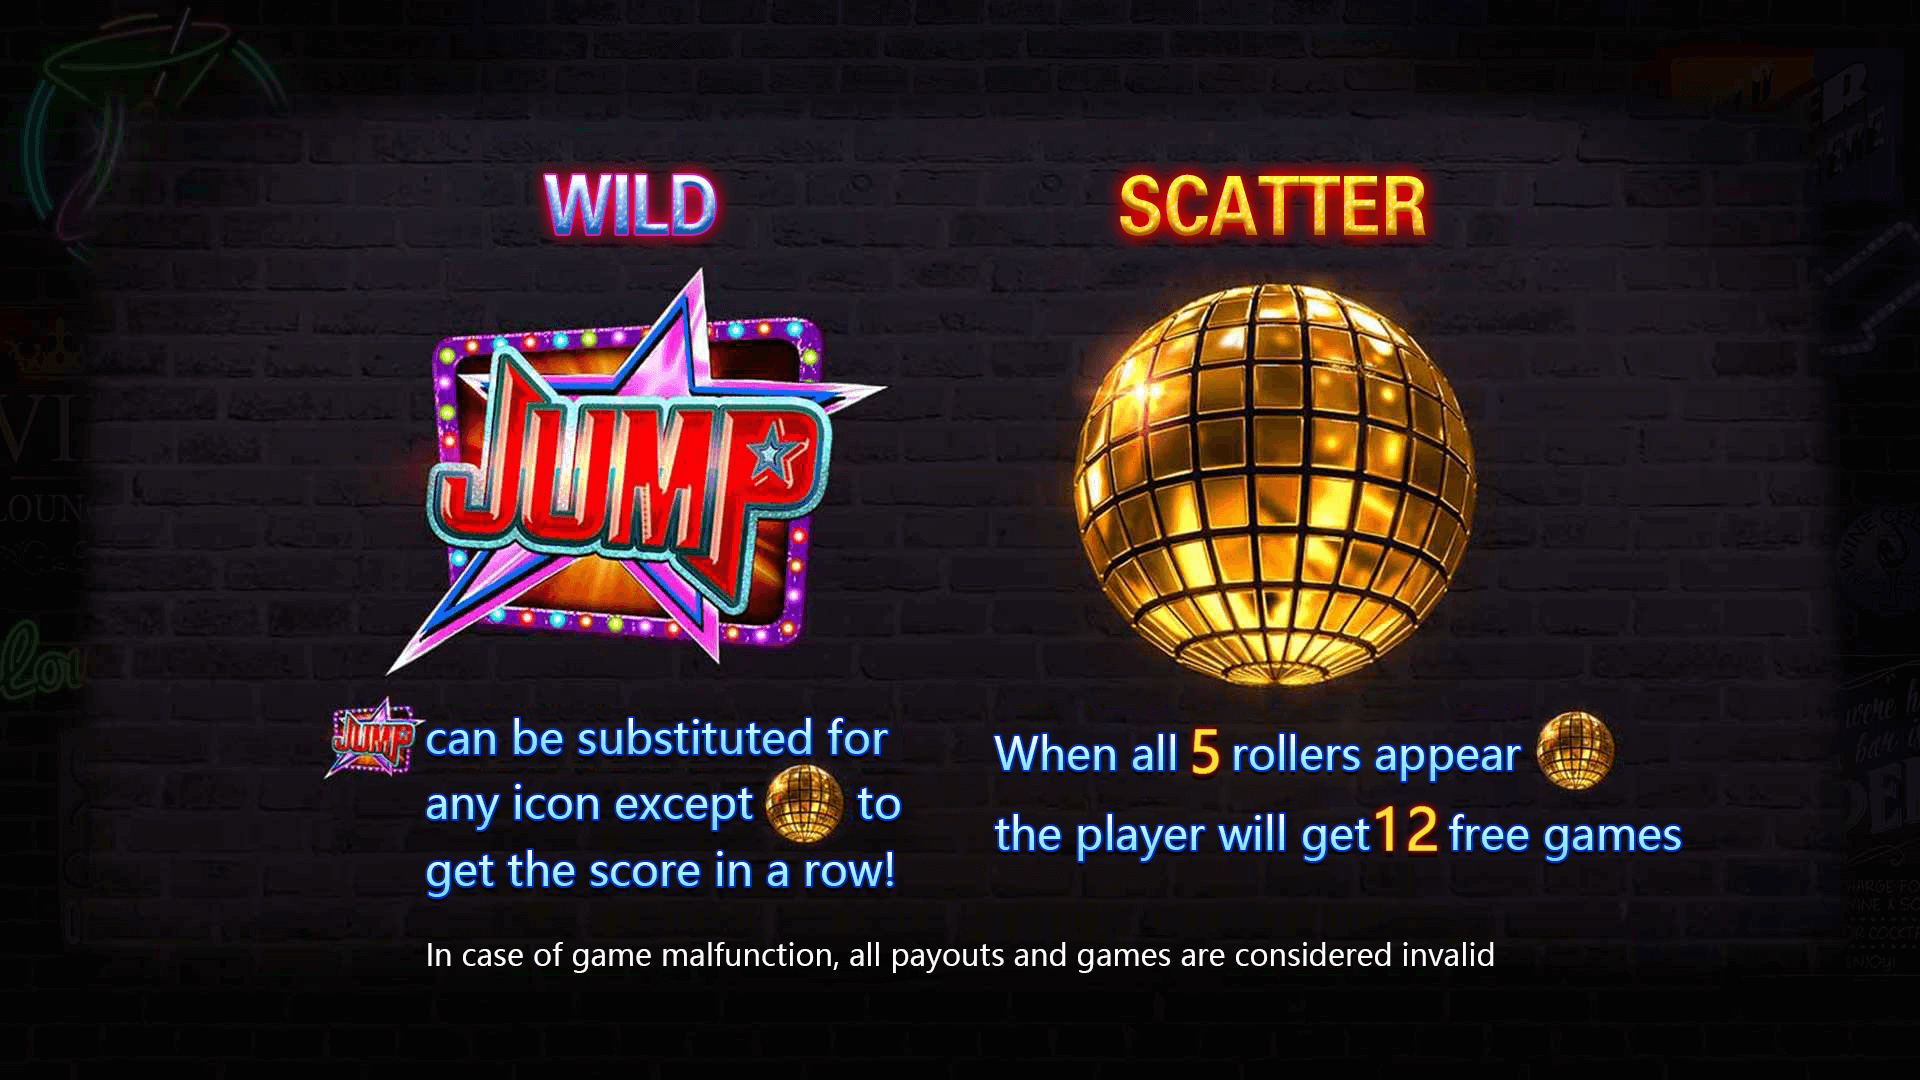 WILD
SCATTER
JUMP
JUMP can be substituted for
any icon except to
get the score in a row!
When all 5 rollers appear
the player will get 12 free games
In case of game malfunction, all payouts and games are considered invalid